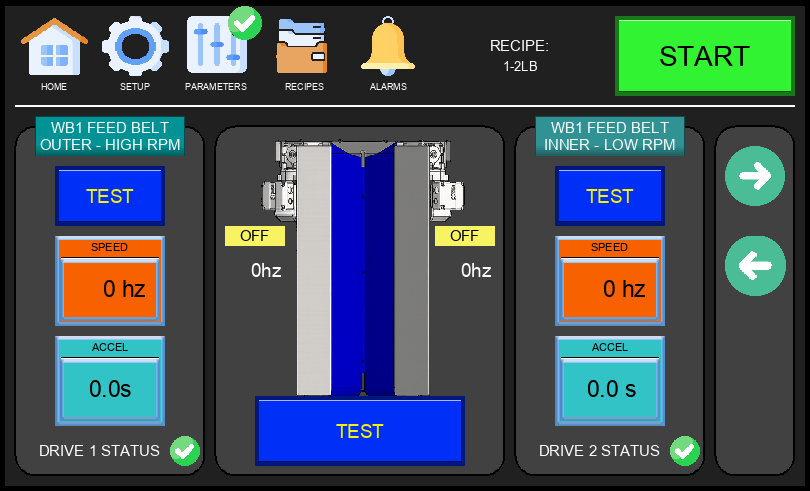 HOME
SETUP
PARAMETERS
RECIPES
ALARMS
RECIPE:
1-2LB
START
WB1 FEED BELT
OUTER - HIGH RPM
TEST
SPEED
0 hz
ACCEL
0.0s
DRIVE 1 STATUS
OFF
0hz
OFF
0hz
TEST
WB1 FEED BELT
INNER - LOW RPM
TEST
SPEED
0 hz
ACCEL
0.0 s
DRIVE 2 STATUS